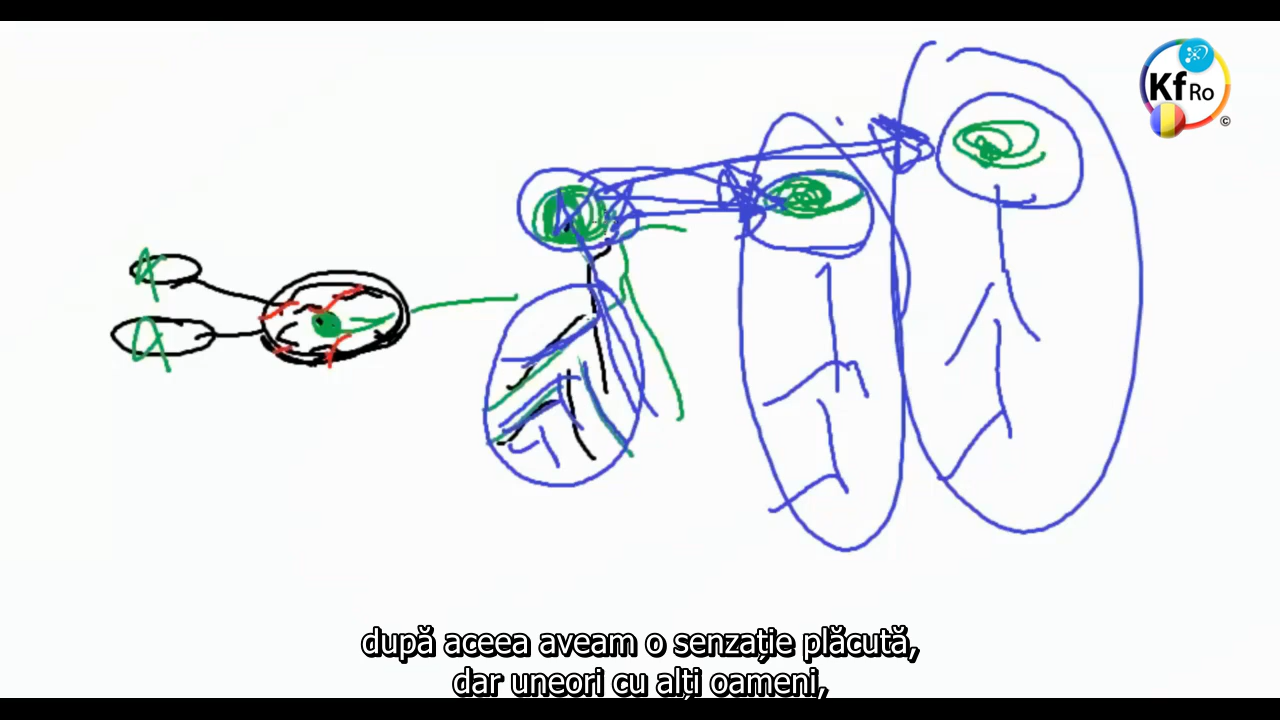 Kf Ro
©
A
A
după aceea aveam o senzație plăcută,
dar uneori cu alți oameni,